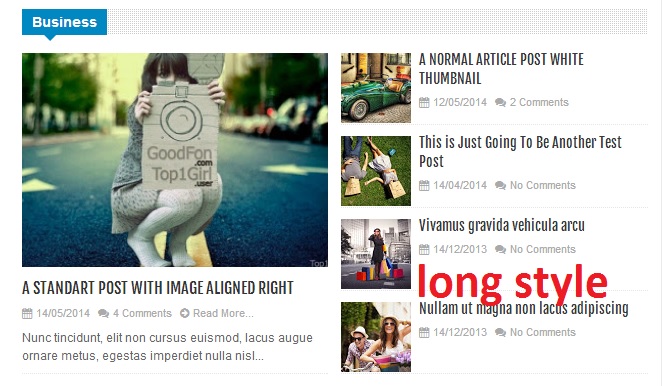 Business
GoodFon
.com
Top1Girl
.user
Top1
A STANDART POST WITH IMAGE ALIGNED RIGHT
14/05/2014 4 Comments Read More...
Nunc tincidunt, elit non cursus euismod, lacus augue
ornare metus, egestas imperdiet nulla nisl...
A NORMAL ARTICLE POST WHITE
THUMBNAIL
12/05/2014 2 Comments
This is Just Going To Be Another Test
Post
14/04/2014 No Comments
Vivamus gravida vehicula arcu
14/12/2013 No Comments
long style
Nullam ut magna non lacus adipiscing
14/12/2013 No Comments